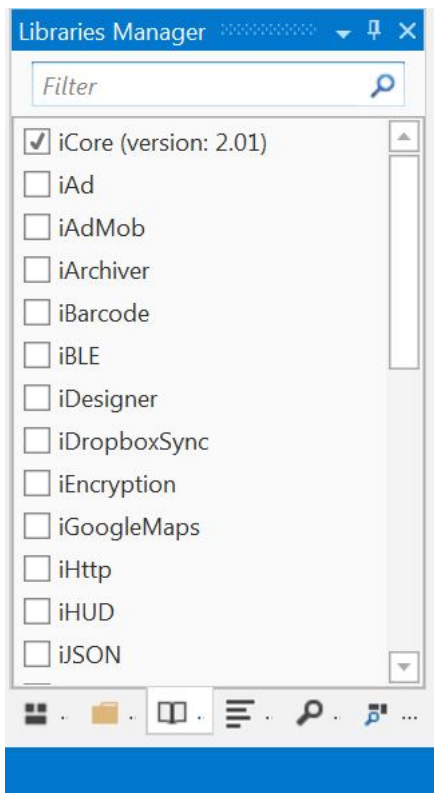 Libraries Manager
Filter
iCore (version: 2.01)
iAd
iAdMob
iArchiver
iBarcode
iBLE
iDesigner
iDropboxSync
iEncryption
iGoogleMaps
iHttp
iHUD
iJSON